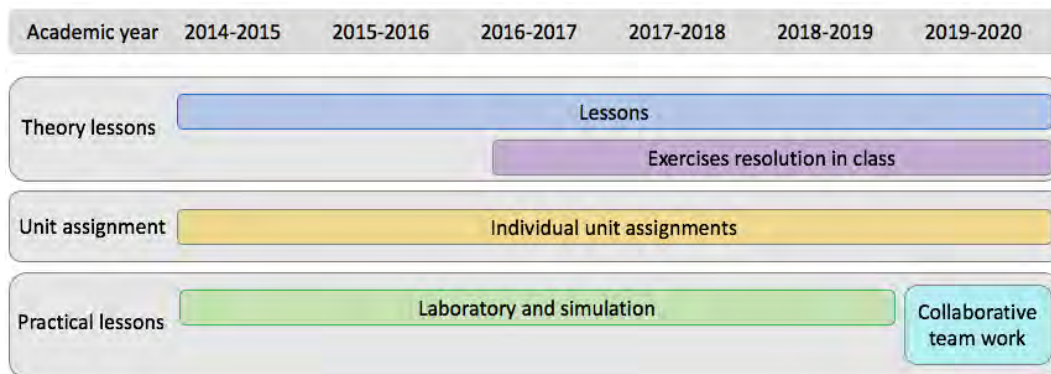 Academic year 2014-2015 2015-2016 2016-2017 2017-2018 2018-2019 2019-2020
Lessons
Theory lessons
Exercises resolution in class
Unit assignment Individual unit assignments
Laboratory and simulation
Practical lessons
Collaborative
team work